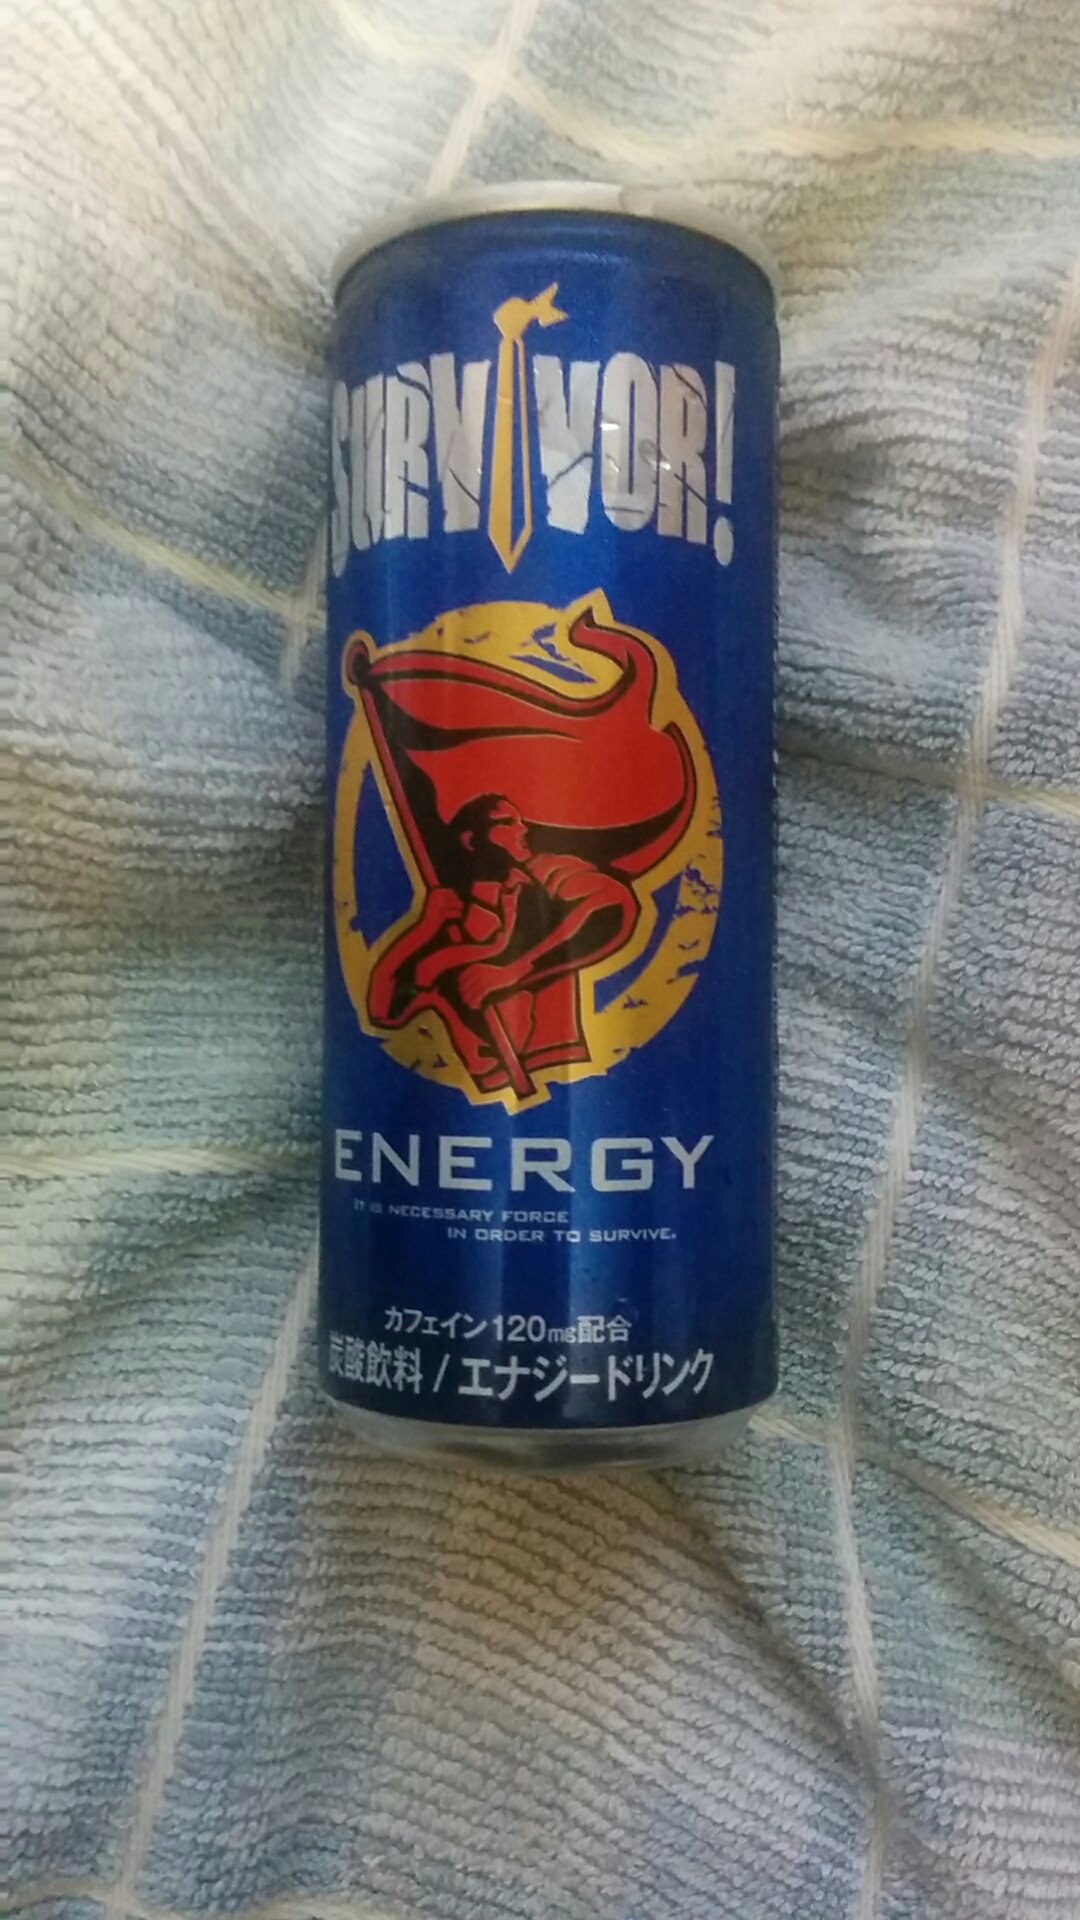 SURVIVOR!
ENERGY
IT IS NECESSARY FORCE
IN ORDER TO SURVIVE.
カフェイン120mg配合
炭酸飲料 / エナジードリンク